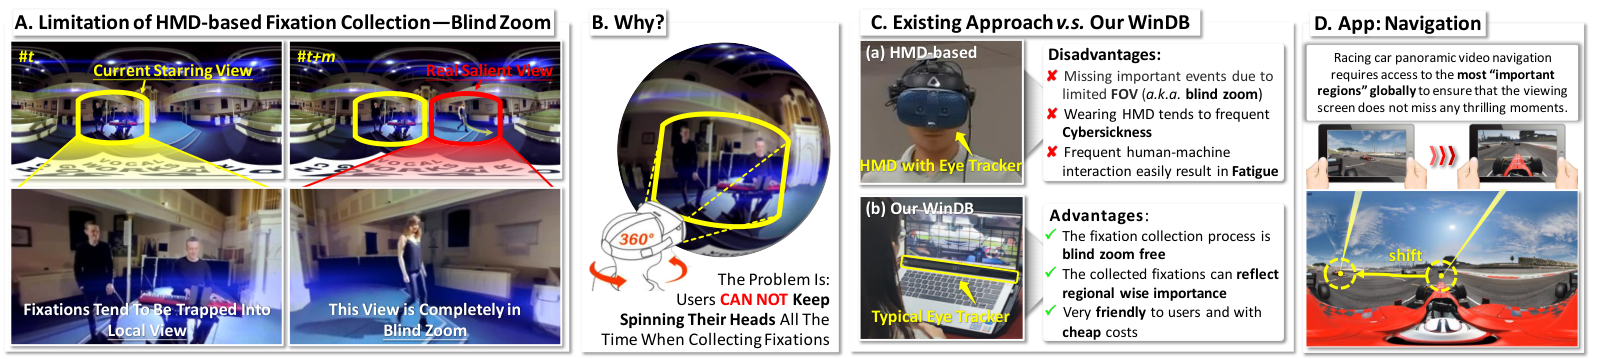 A. Limitation of HMD-based Fixation Collection—Blind Zoom
#t
Current Starring View
#t+m
Real Salient View
VOCALS
VOCALS
Fixations Tend To Be Trapped Into
Local View
This View is Completely in
Blind Zoom
B. Why?
360°
The Problem Is:
Users CAN NOT Keep
Spinning Their Heads All The
Time When Collecting Fixations
C. Existing Approach v.s. Our WinDB
(a) HMD-based
HMD with Eye Tracker
Disadvantages:
✘ Missing important events due to
limited FOV (a.k.a. blind zoom)
✘ Wearing HMD tends to frequent
Cybersickness
✘ Frequent human-machine
interaction easily result in Fatigue
(b) Our WinDB
Typical Eye Tracker
Advantages:
✓ The fixation collection process is
blind zoom free
✓ The collected fixations can reflect
regional wise importance
✓ Very friendly to users and with
cheap costs
D. App: Navigation
Racing car panoramic video navigation
requires access to the most “important
regions” globally to ensure that the viewing
screen does not miss any thrilling moments.
shift